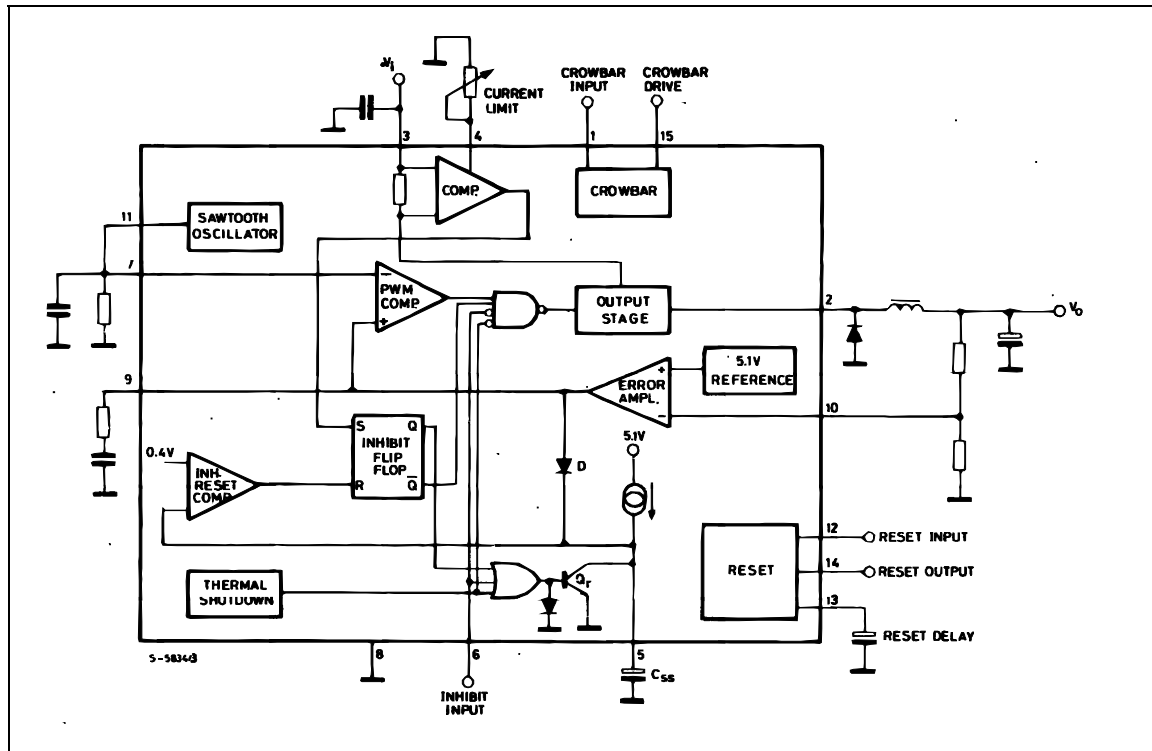 Vi
CURRENT
LIMIT
CROWBAR
INPUT
CROWBAR
DRIVE
3
4
1
15
COMP.
CROWBAR
11
SAWTOOTH
OSCILLATOR
7
−
PWM
COMP.
+
OUTPUT
STAGE
2
Vo
9
ERROR
AMPL.
+
−
5.1V
REFERENCE
10
5.1V
S
Q
INHIBIT
FLIP
FLOP
R
Q̅
0.4V
INH.
RESET
COMP.
D
RESET
12
RESET INPUT
14
RESET OUTPUT
13
RESET DELAY
THERMAL
SHUTDOWN
Qr
8
6
5
Css
INHIBIT
INPUT